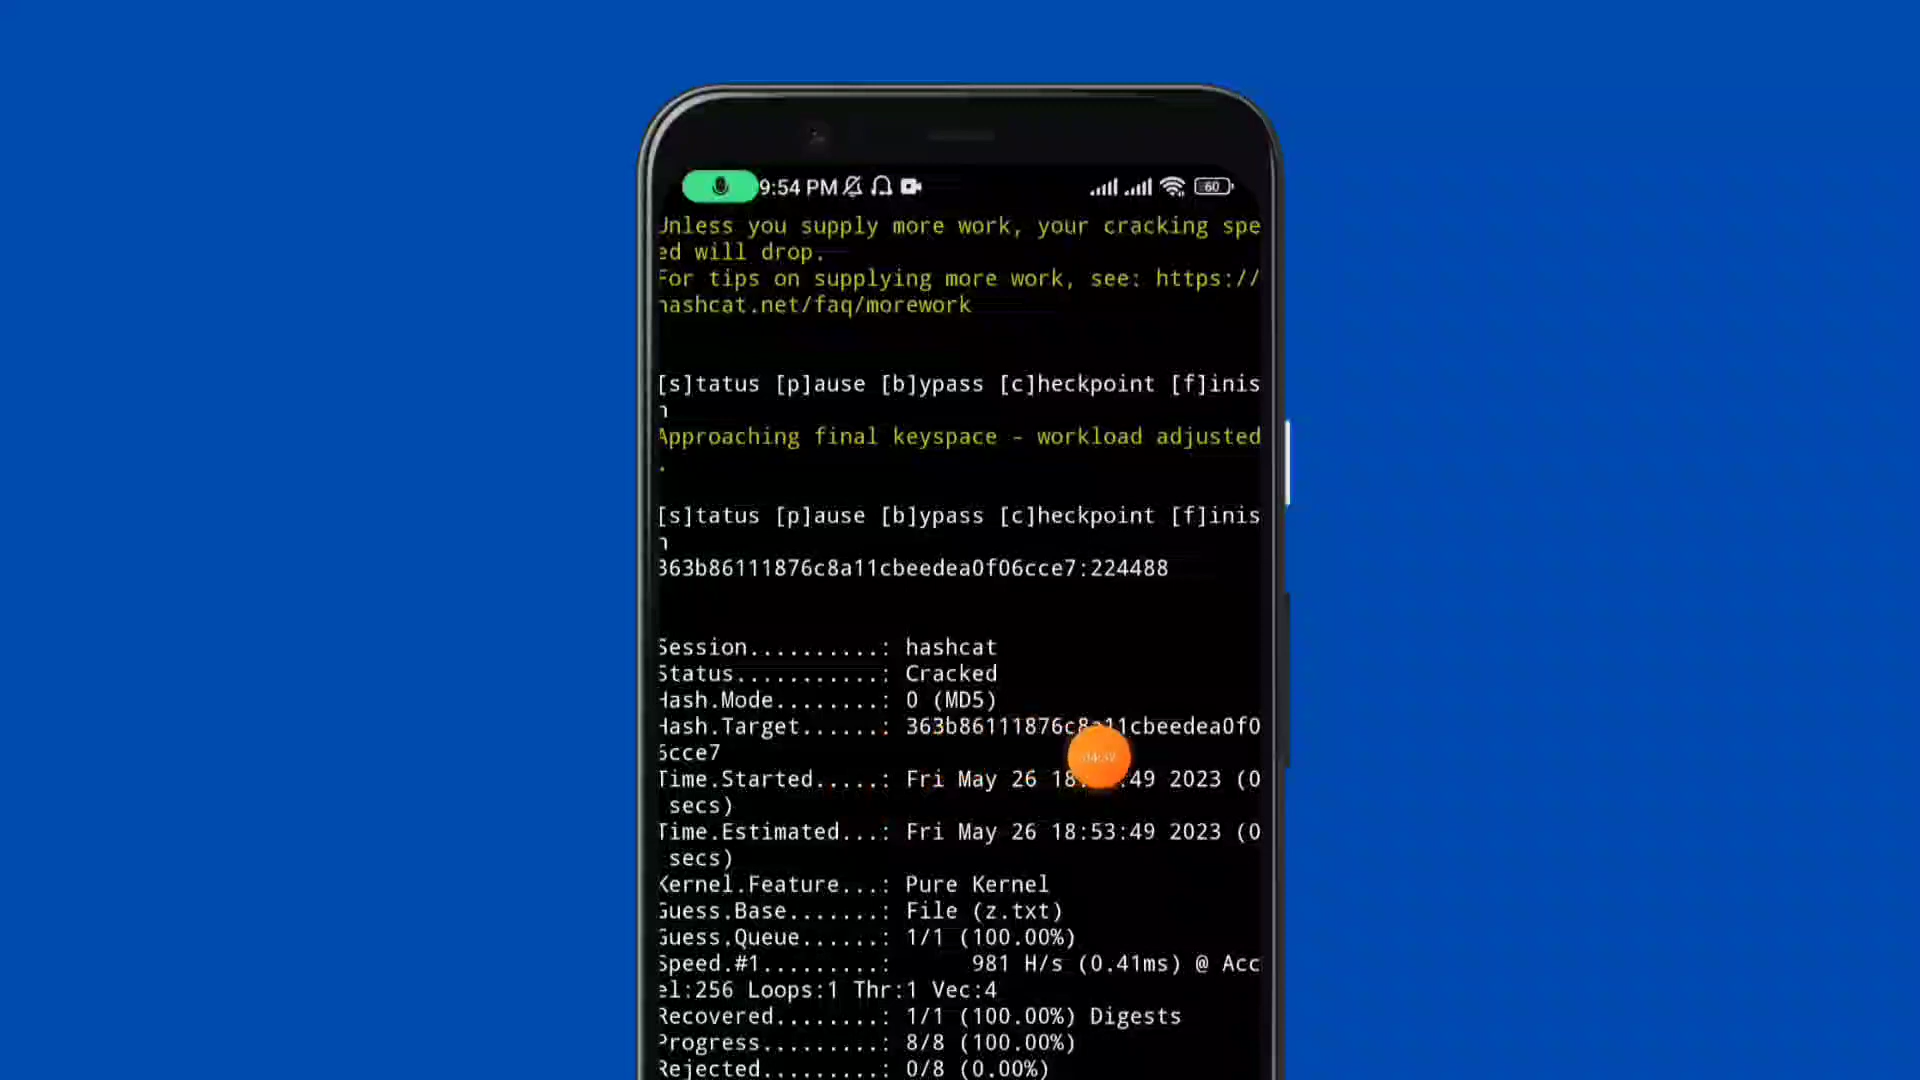 9:54 PM
60
Unless you supply more work, your cracking spe
ed will drop.
For tips on supplying more work, see: https://
hashcat.net/faq/morework
[s]tatus [p]ause [b]ypass [c]heckpoint [f]inis
h
Approaching final keyspace - workload adjusted
.
[s]tatus [p]ause [b]ypass [c]heckpoint [f]inis
h
363b86111876c8a11cbeedea0f06cce7:224488
Session..........: hashcat
Status...........: Cracked
Hash.Mode........: 0 (MD5)
Hash.Target......: 363b86111876c8a11cbeedea0f0
6cce7
Time.Started.....: Fri May 26 18:  :49 2023 (0
secs)
Time.Estimated...: Fri May 26 18:53:49 2023 (0
secs)
Kernel.Feature...: Pure Kernel
Guess.Base.......: File (z.txt)
Guess.Queue......: 1/1 (100.00%)
Speed.#1.........: 981 H/s (0.41ms) @ Acc
el:256 Loops:1 Thr:1 Vec:4
Recovered........: 1/1 (100.00%) Digests
Progress.........: 8/8 (100.00%)
Rejected.........: 0/8 (0.00%)